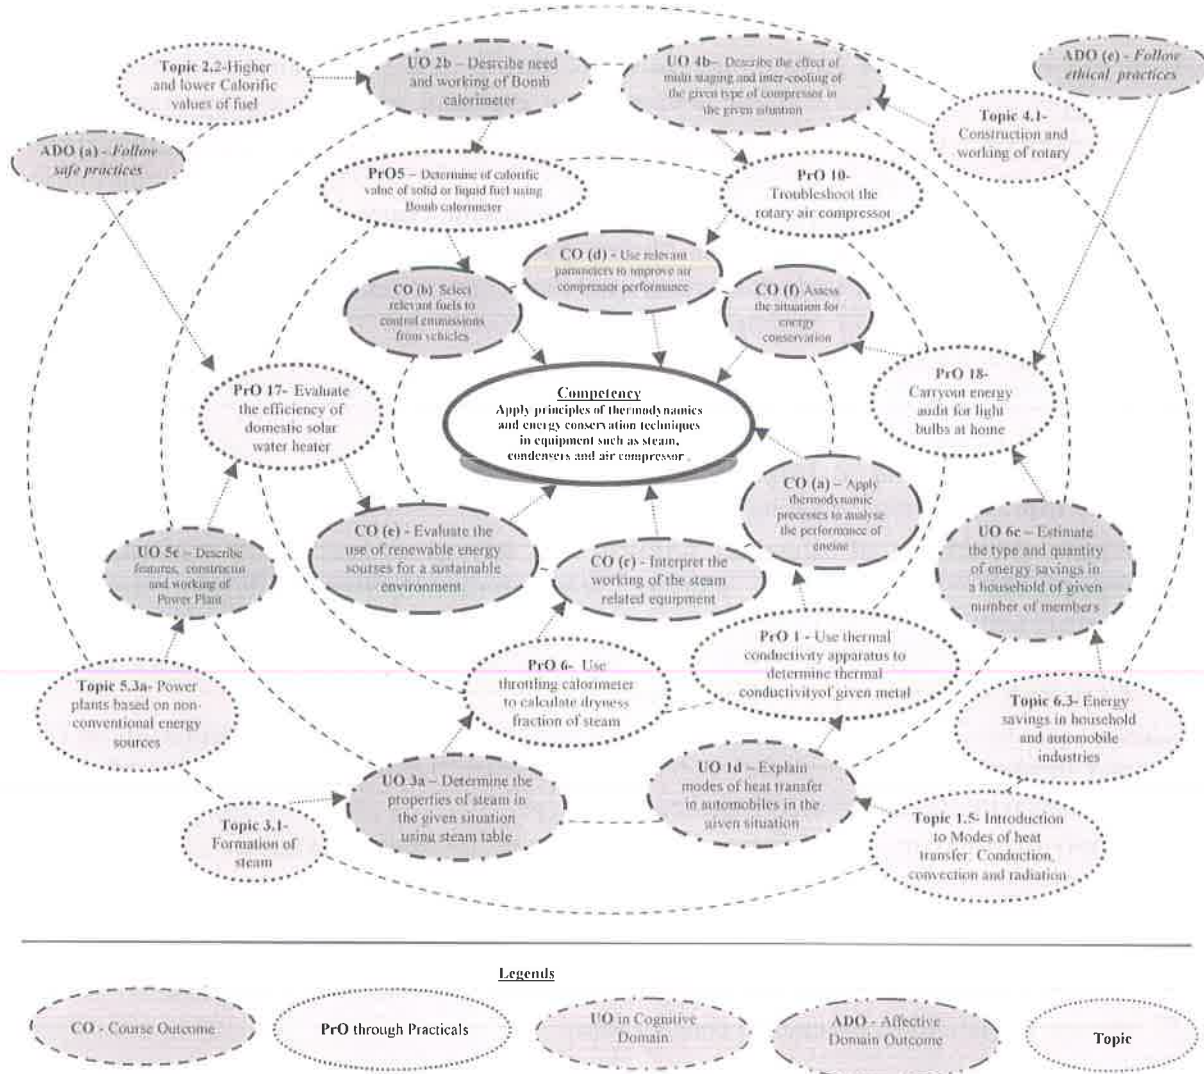 Topic 2.2-Higher
and lower Calorific
values of fuel
UO 2b – Desrcibe need
and working of Bomb
calorimeter
UO 4b– Describe the effect of
multi staging and inter-cooling of
the given type of compressor in
the given situation
ADO (e) - Follow
ethical practices
Topic 4.1-
Construction and
working of rotary
ADO (a) - Follow
safe practices
PrO5 – Determine of calorific
value of solid or liquid fuel using
Bomb calorimeter
PrO 10-
Troubleshoot the
rotary air compressor
CO (d) - Use relevant
parameters to improve air
compressor performance
CO (b) Select
relevant fuels to
control emmissions
from vehicles
CO (f) Assess
the situation for
energy
conservation
PrO 17- Evaluate
the efficiency of
domestic solar
water heater
Competency
Apply principles of thermodynamics
and energy conservation techniques
in equipment such as steam,
condensers and air compressor .
PrO 18-
Carryout energy
audit for light
bulbs at home
CO (a) – Apply
thermodynamic
processes to analyse
the performance of
engine
UO 5c – Describe
features, construction
and working of
Power Plant
CO (e) - Evaluate the
use of renewable energy
sourses for a sustainable
environment.
CO (c) - Interpret the
working of the steam
related equipment
UO 6c – Estimate
the type and quantity
of energy savings in
a household of given
number of members
PrO 6- Use
throttling calorimeter
to calculate dryness
fraction of steam
PrO 1 - Use thermal
conductivity apparatus to
determine thermal
conductivityof given metal
Topic 5.3a- Power
plants based on non-
conventional energy
sources
Topic 6.3- Energy
savings in household
and automobile
industries
UO 3a – Determine the
properties of steam in
the given situation
using steam table
UO 1d – Explain
modes of heat transfer
in automobiles in the
given situation
Topic 3.1-
Formation of
steam
Topic 1.5- Introduction
to Modes of heat
transfer: Conduction,
convection and radiation
Legends
CO - Course Outcome
PrO through Practicals
UO in Cognitive
Domain
ADO - Affective
Domain Outcome
Topic